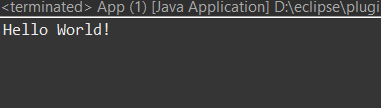 <terminated> App (1) [Java Application] D:\eclipse\plugi
Hello World!